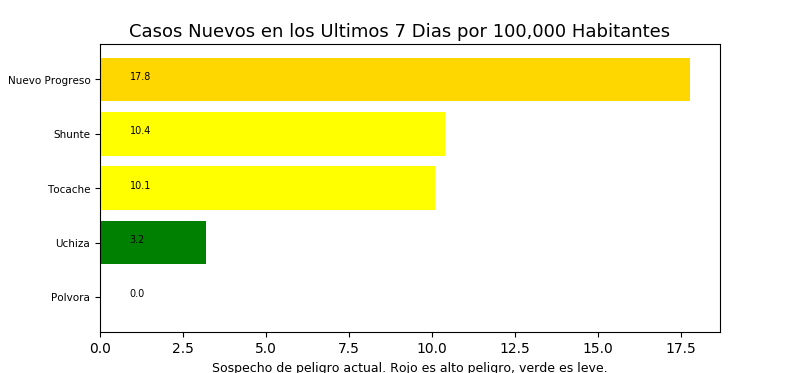 Casos Nuevos en los Ultimos 7 Dias por 100,000 Habitantes
Nuevo Progreso 17.8
Shunte 10.4
Tocache 10.1
Uchiza 3.2
Polvora 0.0
0.0 2.5 5.0 7.5 10.0 12.5 15.0 17.5
Sospecho de peligro actual. Rojo es alto peligro, verde es leve.